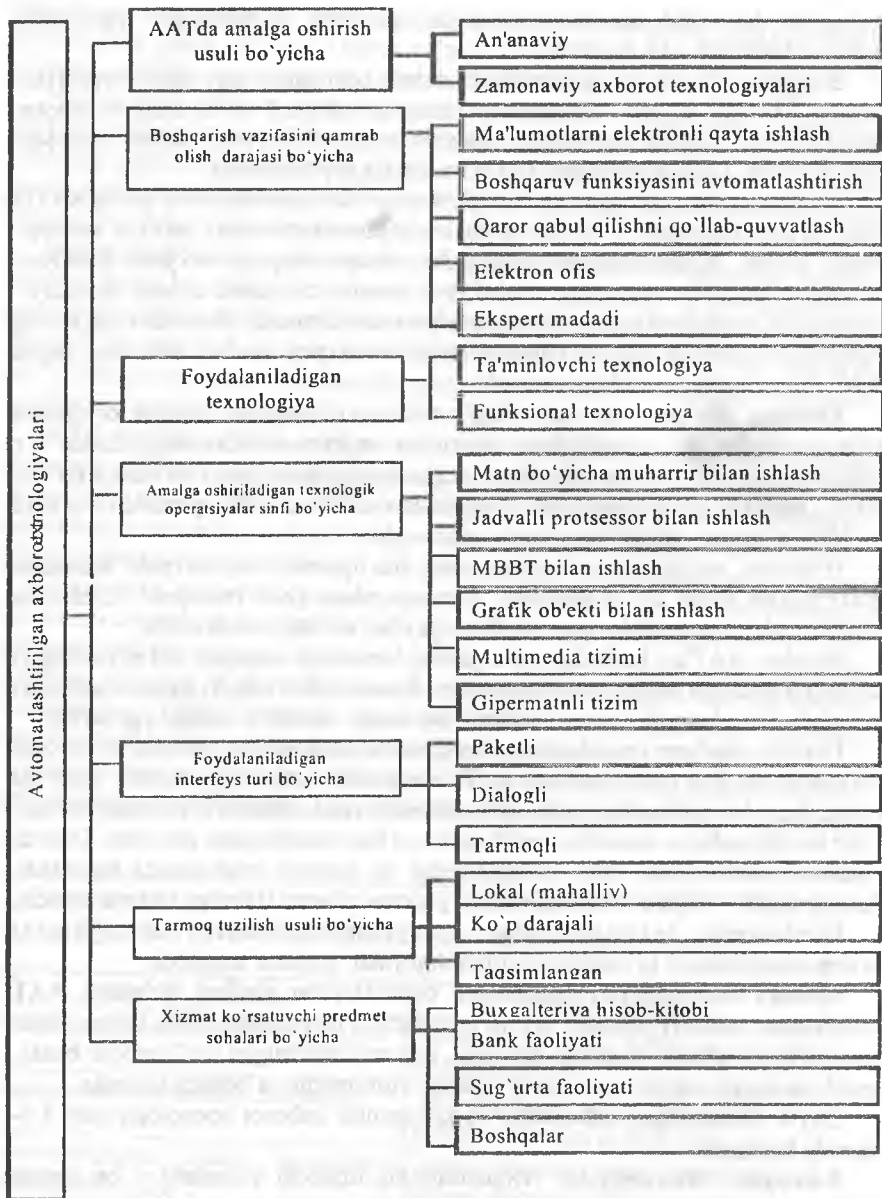 Avtomatlashtirilgan axborot texnologiyalari
AATda amalga oshirish
usuli bo`yicha
An'anaviy
Zamonaviy axborot texnologiyalari
Boshqarish vazifasini qamrab
olish darajasi bo'yicha
Ma'lumotlarni elektronli qayta ishlash
Boshqaruv funksiyasini avtomatlashtirish
Qaror qabul qilishni qo`llab-quvvatlash
Elektron ofis
Ekspert madadi
Foydalaniladigan
texnologiya
Ta'minlovchi texnologiya
Funksional texnologiya
Amalga oshiriladigan texnologik
operatsiyalar sinfi bo'yicha
Matn bo'yicha muharrir bilan ishlash
Jadvalli protsessor bilan ishlash
MBBT bilan ishlash
Grafik ob'ekti bilan ishlash
Multimedia tizimi
Gipermatnli tizim
Foydalaniladigan
interfeys turi bo'yicha
Paketli
Dialogli
Tarmoqli
Tarmoq tuzilish usuli bo'yicha
Lokal (mahalliy)
Ko`p darajali
Taqsimlangan
Xizmat ko`rsatuvchi predmet
sohalari bo`yicha
Buxgalteriya hisob-kitobi
Bank faoliyati
Sug`urta faoliyati
Boshqalar